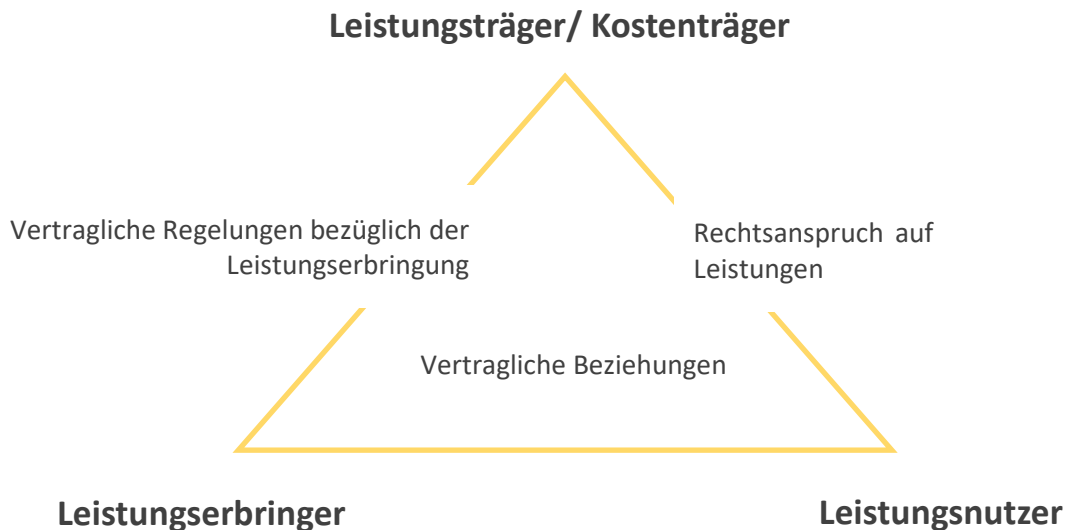 Leistungsträger/ Kostenträger
Vertragliche Regelungen bezüglich der
Leistungserbringung
Rechtsanspruch auf
Leistungen
Vertragliche Beziehungen
Leistungserbringer
Leistungsnutzer